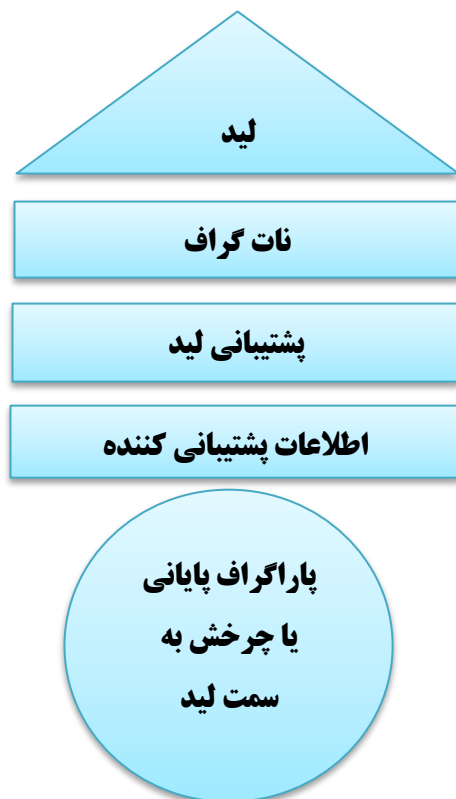 لید
نات گراف
پشتیبانی لید
اطلاعات پشتیبانی کننده
پاراگراف پایانی
یا چرخش به
سمت لید